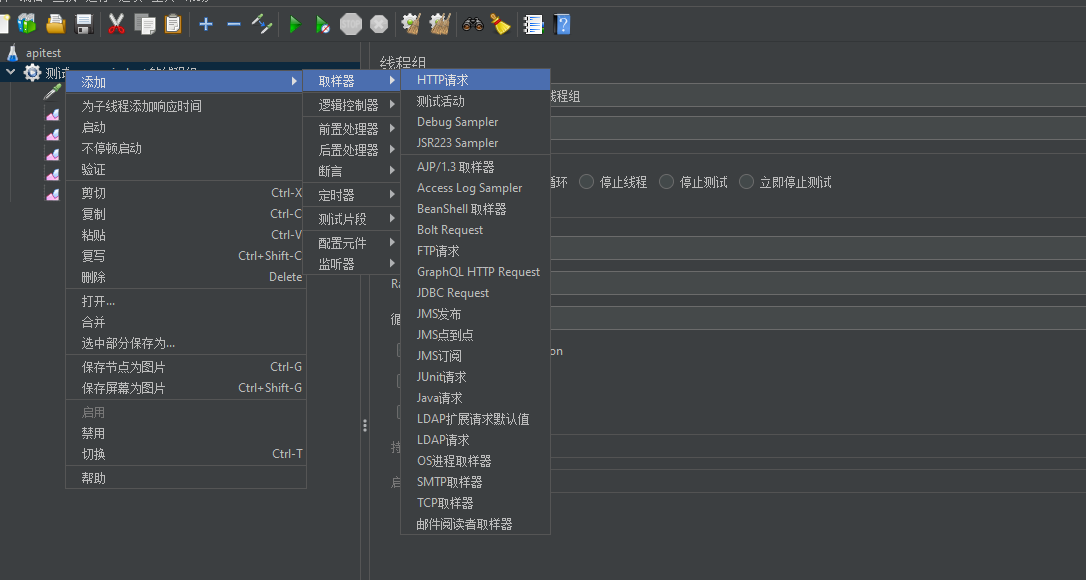 apitest
测试
的线程组
线程组
添加
为子线程添加响应时间
启动
不停顿启动
验证
剪切 Ctrl-X
复制 Ctrl-C
粘贴 Ctrl-V
复写 Ctrl+Shift-C
删除 Delete
打开...
合并
选中部分保存为...
保存节点为图片 Ctrl-G
保存屏幕为图片 Ctrl+Shift-G
启用
禁用
切换 Ctrl-T
帮助
取样器
逻辑控制器
前置处理器
后置处理器
断言
定时器
测试片段
配置元件
监听器
HTTP请求
测试活动
Debug Sampler
JSR223 Sampler
AJP/1.3 取样器
Access Log Sampler
BeanShell 取样器
Bolt Request
FTP请求
GraphQL HTTP Request
JDBC Request
JMS发布
JMS点到点
JMS订阅
JUnit请求
Java请求
LDAP扩展请求默认值
LDAP请求
OS进程取样器
SMTP取样器
TCP取样器
邮件阅读者取样器
线程组
环 停止线程 停止测试 立即停止测试
Ra
循
on
持
启